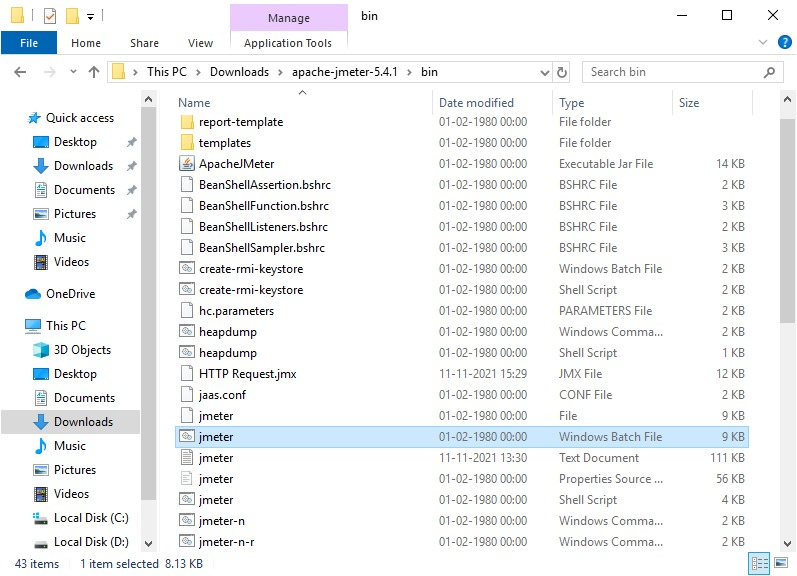 Manage
bin
File
Home
Share
View
Application Tools
This PC > Downloads > apache-jmeter-5.4.1 > bin
Search bin
Name Date modified Type Size
Quick access
Desktop
Downloads
Documents
Pictures
Music
Videos
OneDrive
This PC
3D Objects
Desktop
Documents
Downloads
Music
Pictures
Videos
Local Disk (C:)
Local Disk (D:)
report-template 01-02-1980 00:00 File folder
templates 01-02-1980 00:00 File folder
ApacheJMeter 01-02-1980 00:00 Executable Jar File 14 KB
BeanShellAssertion.bshrc 01-02-1980 00:00 BSHRC File 2 KB
BeanShellFunction.bshrc 01-02-1980 00:00 BSHRC File 3 KB
BeanShellListeners.bshrc 01-02-1980 00:00 BSHRC File 2 KB
BeanShellSampler.bshrc 01-02-1980 00:00 BSHRC File 3 KB
create-rmi-keystore 01-02-1980 00:00 Windows Batch File 2 KB
create-rmi-keystore 01-02-1980 00:00 Shell Script 2 KB
hc.parameters 01-02-1980 00:00 PARAMETERS File 2 KB
heapdump 01-02-1980 00:00 Windows Comma... 2 KB
heapdump 01-02-1980 00:00 Shell Script 1 KB
HTTP Request.jmx 11-11-2021 15:29 JMX File 12 KB
jaas.conf 01-02-1980 00:00 CONF File 2 KB
jmeter 01-02-1980 00:00 File 9 KB
jmeter 01-02-1980 00:00 Windows Batch File 9 KB
jmeter 11-11-2021 13:30 Text Document 111 KB
jmeter 01-02-1980 00:00 Properties Source ... 56 KB
jmeter 01-02-1980 00:00 Shell Script 4 KB
jmeter-n 01-02-1980 00:00 Windows Comma... 2 KB
jmeter-n-r 01-02-1980 00:00 Windows Comma... 2 KB
43 items 1 item selected 8.13 KB